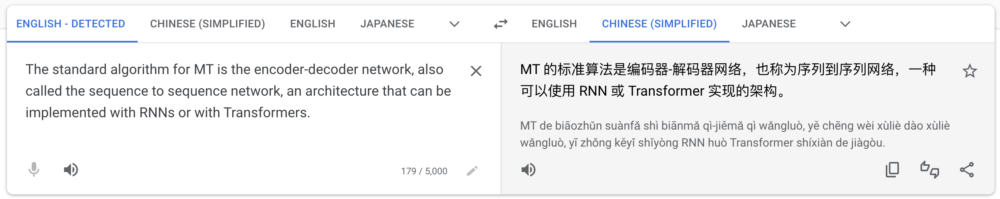 ENGLISH - DETECTED CHINESE (SIMPLIFIED) ENGLISH JAPANESE
ENGLISH CHINESE (SIMPLIFIED) JAPANESE
The standard algorithm for MT is the encoder-decoder network, also
called the sequence to sequence network, an architecture that can be
implemented with RNNs or with Transformers.
179 / 5,000
MT 的标准算法是编码器-解码器网络，也称为序列到序列网络，一种
可以使用 RNN 或 Transformer 实现的架构。
MT de biāozhǔn suànfǎ shì biānmǎ qì-jiěmǎ qì wǎngluò, yě chēng wèi xùliè dào xùliè
wǎngluò, yī zhǒng kěyǐ shǐyòng RNN huò Transformer shíxiàn de jiàgòu.